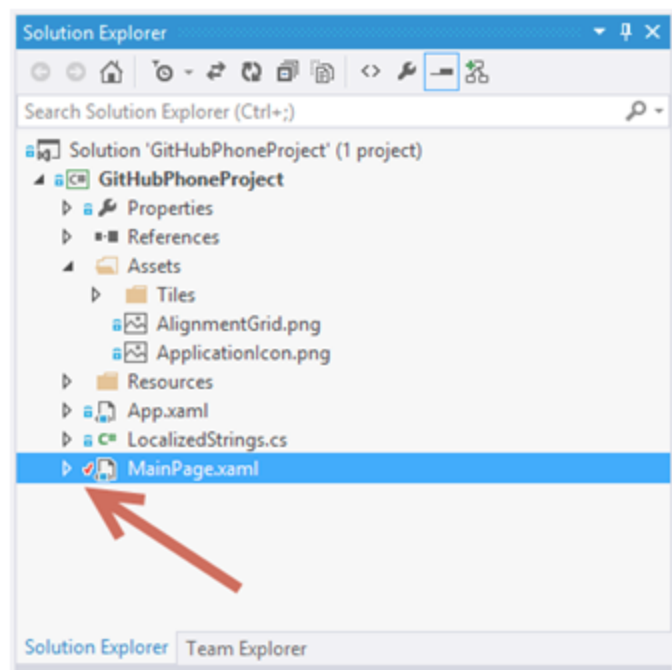 Solution Explorer
Search Solution Explorer (Ctrl+;)
Solution 'GitHubPhoneProject' (1 project)
C# GitHubPhoneProject
Properties
References
Assets
Tiles
AlignmentGrid.png
ApplicationIcon.png
Resources
App.xaml
C# LocalizedStrings.cs
MainPage.xaml
Solution Explorer Team Explorer